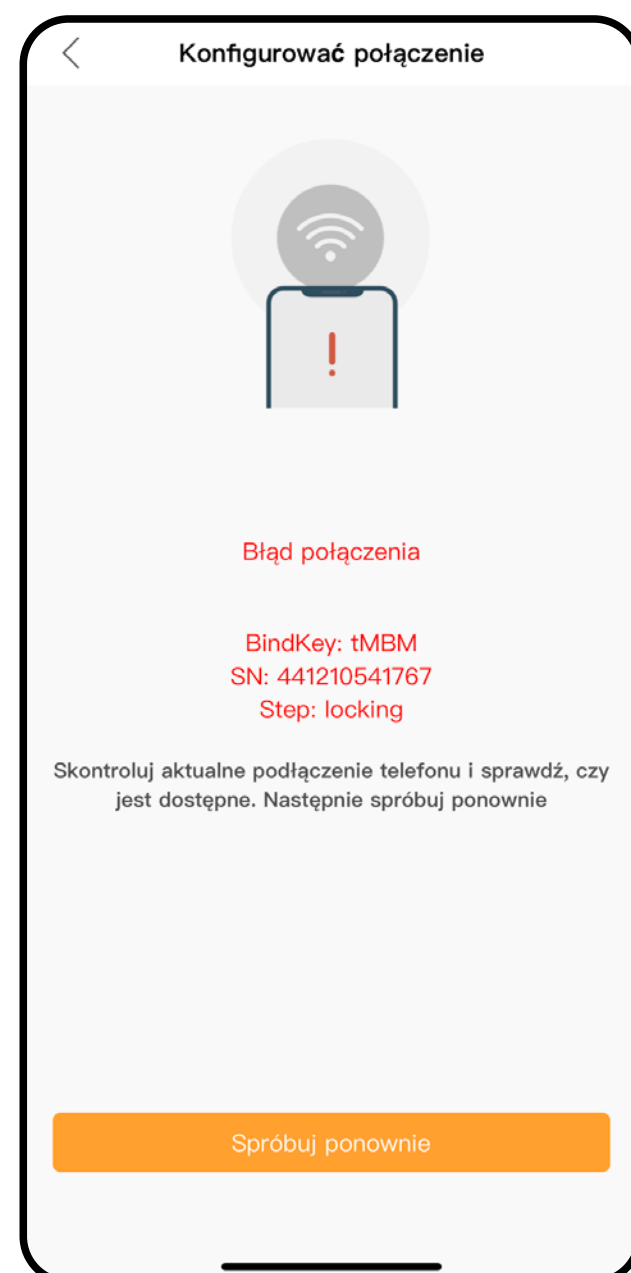 Konfigurować połączenie
Błąd połączenia
BindKey: tMBM
SN: 441210541767
Step: locking
Skontroluj aktualne podłączenie telefonu i sprawdź, czy
jest dostępne. Następnie spróbuj ponownie
Spróbuj ponownie